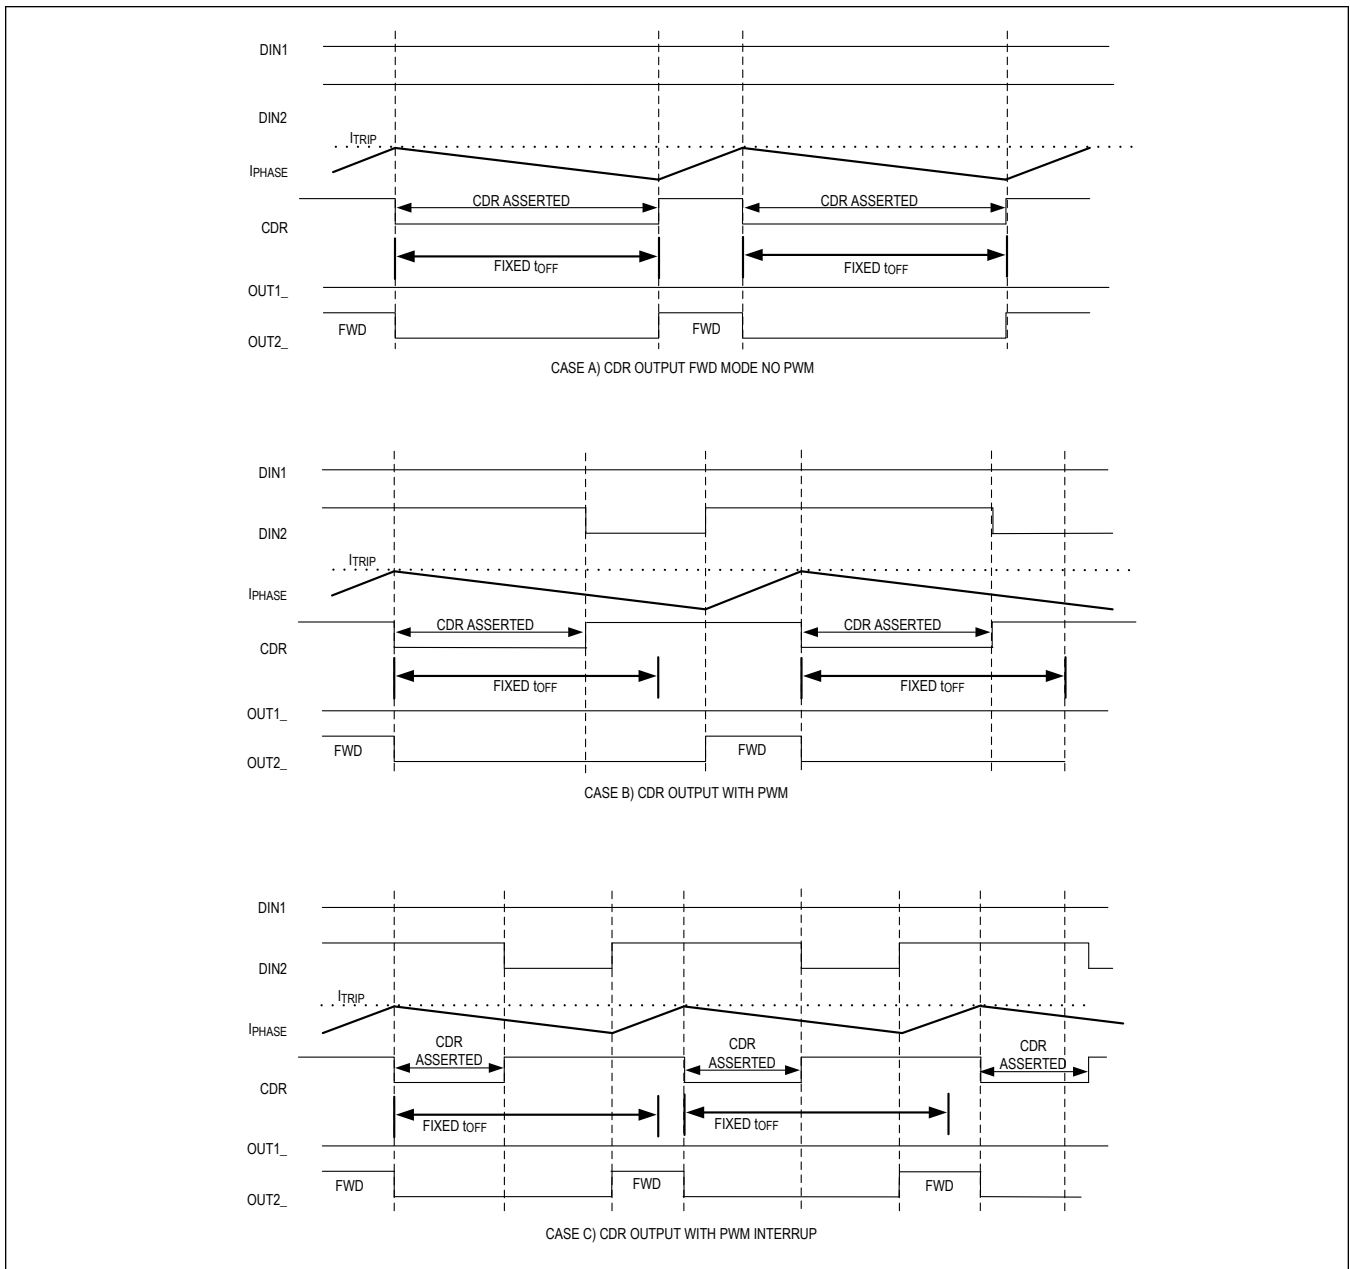 DIN1
DIN2
ITRIP
IPHASE
CDR ASSERTED CDR ASSERTED
CDR
FIXED tOFF FIXED tOFF
OUT1_
FWD FWD
OUT2_
CASE A) CDR OUTPUT FWD MODE NO PWM
DIN1
DIN2
ITRIP
IPHASE
CDR ASSERTED CDR ASSERTED
CDR
FIXED tOFF FIXED tOFF
OUT1_
FWD FWD
OUT2_
CASE B) CDR OUTPUT WITH PWM
DIN1
DIN2
ITRIP
IPHASE
CDR CDR CDR
ASSERTED ASSERTED ASSERTED
CDR
FIXED tOFF FIXED tOFF
OUT1_
FWD FWD FWD
OUT2_
CASE C) CDR OUTPUT WITH PWM INTERRUP